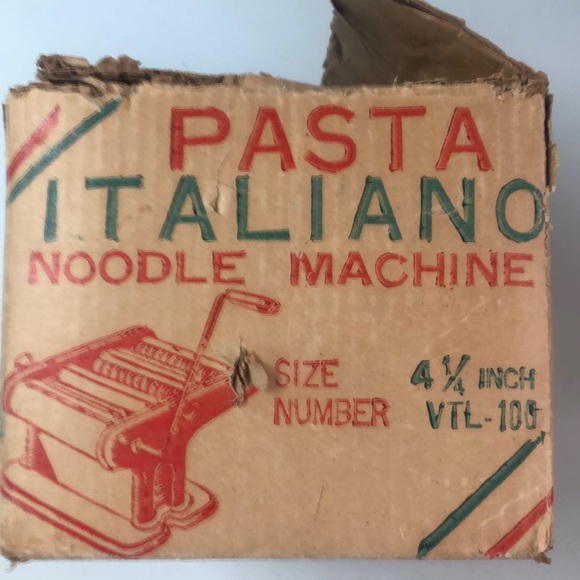 PASTA
ITALIANO
NOODLE MACHINE
SIZE 4 1/4 INCH
NUMBER VTL-100